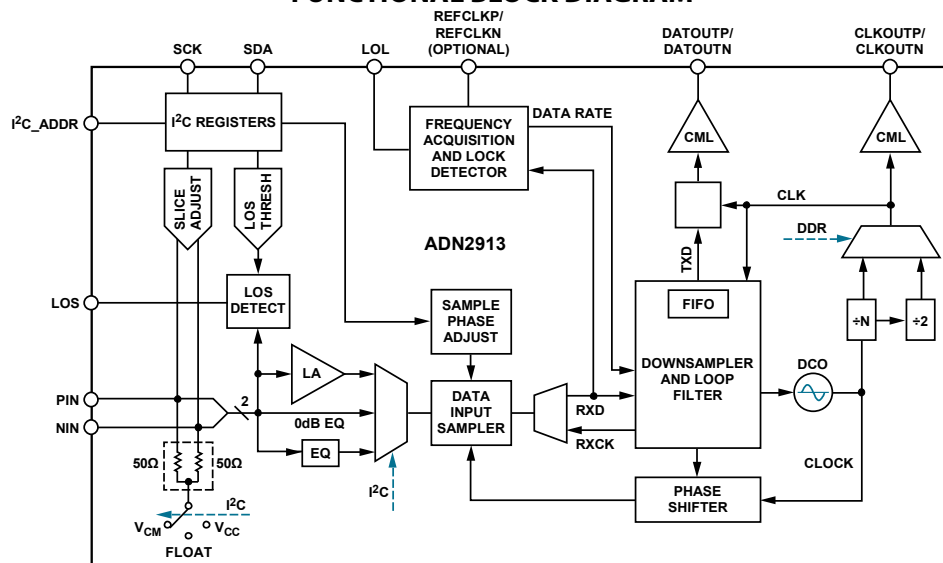 FUNCTIONAL BLOCK DIAGRAM
REFCLKP/
REFCLKN
(OPTIONAL)
SCK
SDA
LOL
DATOUTP/
DATOUTN
CLKOUTP/
CLKOUTN
I²C_ADDR
I²C REGISTERS
FREQUENCY
ACQUISITION
AND LOCK
DETECTOR
DATA RATE
CML
CML
SLICE
ADJUST
LOS
THRESH
CLK
DDR
ADN2913
TXD
LOS
LOS
DETECT
SAMPLE
PHASE
ADJUST
FIFO
÷N
÷2
DOWNSAMPLER
AND LOOP
FILTER
DCO
LA
PIN
NIN
2
0dB EQ
DATA
INPUT
SAMPLER
RXD
RXCK
EQ
50Ω
50Ω
I²C
CLOCK
PHASE
SHIFTER
I²C
VCM
VCC
FLOAT